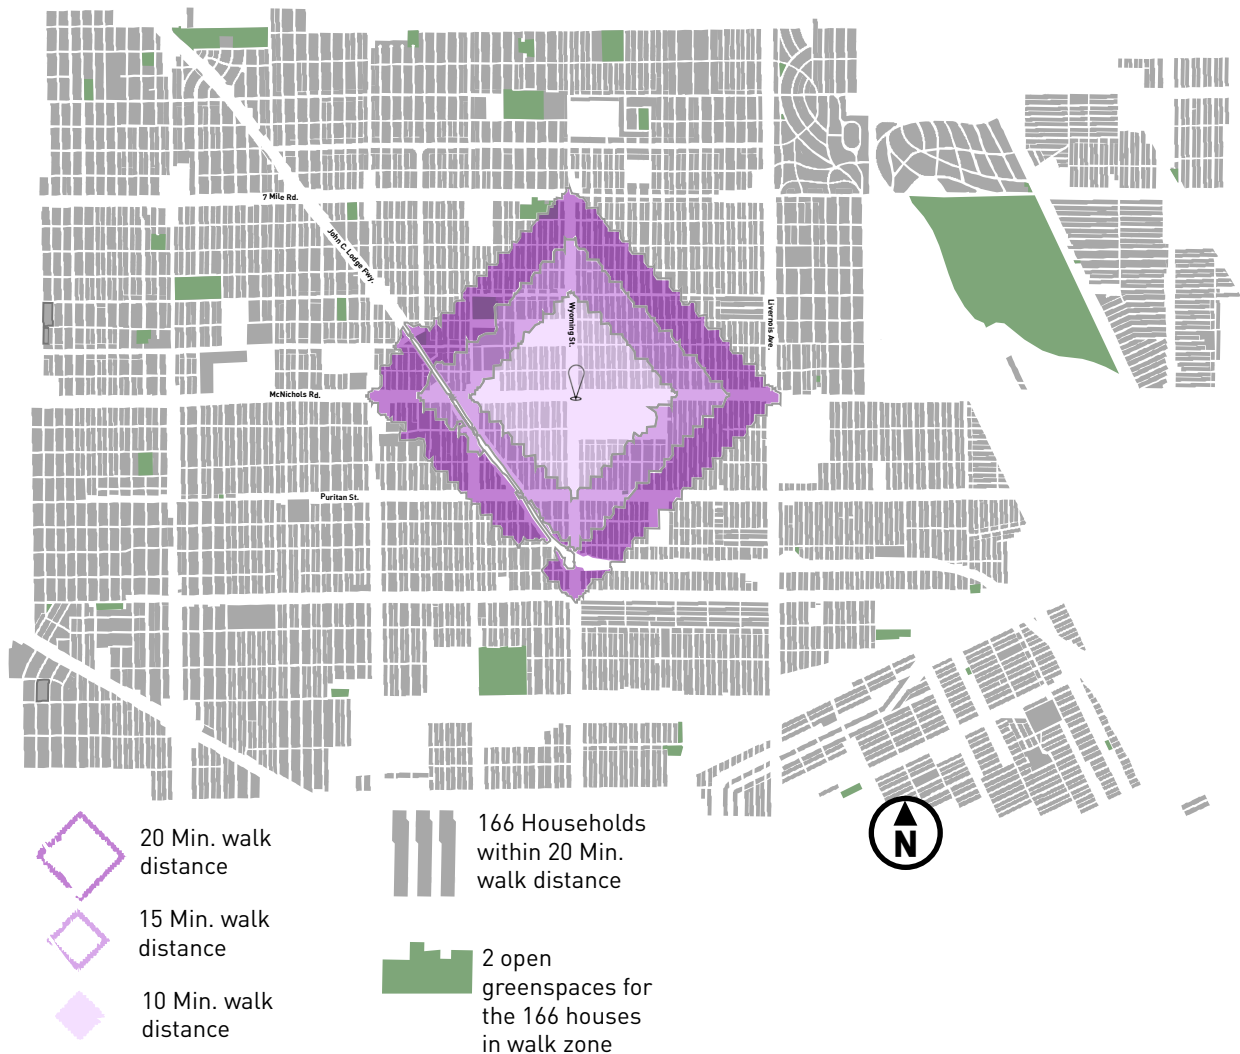 7 Mile Rd.
John C. Lodge Fwy.
Wyoming St.
Livernois Ave.
McNichols Rd.
Puritan St.
20 Min. walk
distance
15 Min. walk
distance
10 Min. walk
distance
166 Households
within 20 Min.
walk distance
2 open
greenspaces for
the 166 houses
in walk zone
N